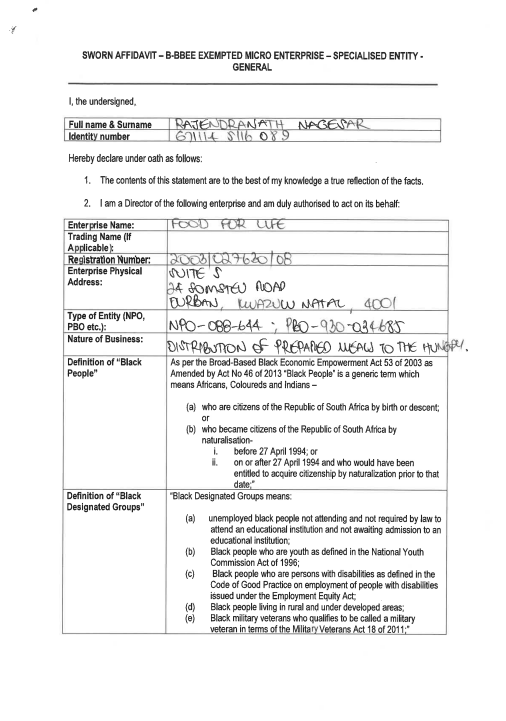 SWORN AFFIDAVIT – B-BBEE EXEMPTED MICRO ENTERPRISE – SPECIALISED ENTITY -
GENERAL
I, the undersigned,
Full name & Surname RAJENDRANATH NAGESAR
Identity number 671114 5116 089
Hereby declare under oath as follows:
1. The contents of this statement are to the best of my knowledge a true reflection of the facts.
2. I am a Director of the following enterprise and am duly authorised to act on its behalf:
Enterprise Name: FOOD FOR LIFE
Trading Name (If
Applicable):
Registration Number: 2003/027620/08
Enterprise Physical SUITE 5
Address: 24 SOMTSEU ROAD
DURBAN, KWAZULU NATAL, 4001
Type of Entity (NPO,
PBO etc.): NPO-088-644 ; PBO-930-034685
Nature of Business: DISTRIBUTION OF PREPARED MEALS TO THE HUNGRY.
Definition of "Black As per the Broad-Based Black Economic Empowerment Act 53 of 2003 as
People" Amended by Act No 46 of 2013 "Black People" is a generic term which
means Africans, Coloureds and Indians –
(a) who are citizens of the Republic of South Africa by birth or descent;
or
(b) who became citizens of the Republic of South Africa by
naturalisation-
i. before 27 April 1994; or
ii. on or after 27 April 1994 and who would have been
entitled to acquire citizenship by naturalization prior to that
date;"
Definition of "Black "Black Designated Groups means:
Designated Groups"
(a) unemployed black people not attending and not required by law to
attend an educational institution and not awaiting admission to an
educational institution;
(b) Black people who are youth as defined in the National Youth
Commission Act of 1996;
(c) Black people who are persons with disabilities as defined in the
Code of Good Practice on employment of people with disabilities
issued under the Employment Equity Act;
(d) Black people living in rural and under developed areas;
(e) Black military veterans who qualifies to be called a military
veteran in terms of the Military Veterans Act 18 of 2011;"